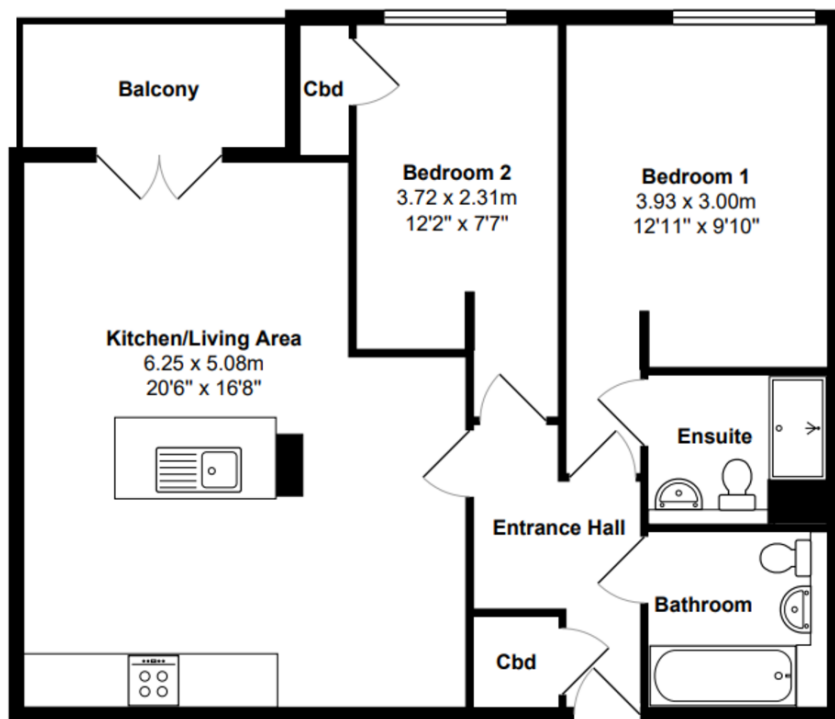 Balcony
Cbd
Bedroom 2
3.72 x 2.31m
12'2" x 7'7"
Bedroom 1
3.93 x 3.00m
12'11" x 9'10"
Kitchen/Living Area
6.25 x 5.08m
20'6" x 16'8"
Ensuite
Entrance Hall
Bathroom
Cbd